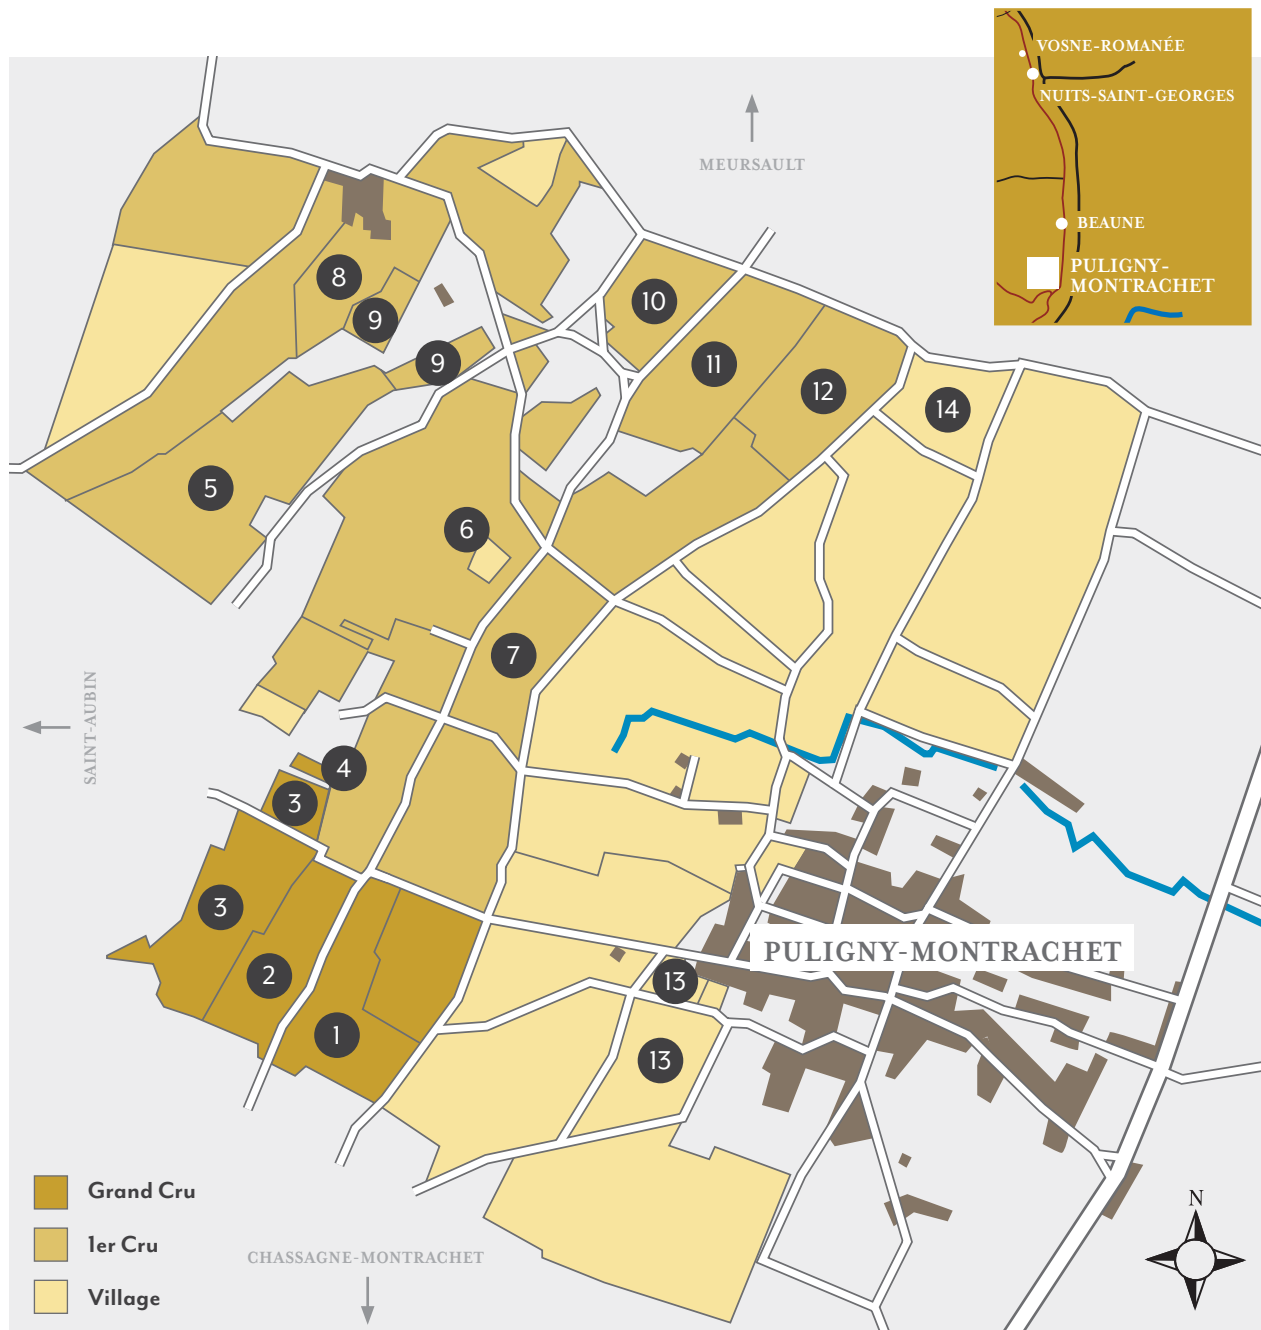 VOSNE-ROMANÉE
NUITS-SAINT-GEORGES
BEAUNE
PULIGNY-
MONTRACHET
MEURSAULT
8
9
10
9
11
12
14
5
6
7
SAINT-AUBIN
4
3
3
2
1
PULIGNY-MONTRACHET
13
13
Grand Cru
1er Cru
Village
CHASSAGNE-MONTRACHET
N